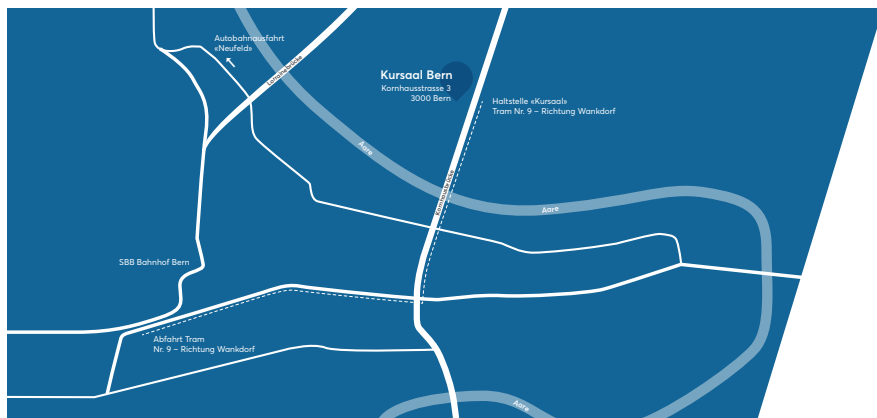 Autobahnausfahrt
«Neufeld»
Lorrainebrücke
Kursaal Bern
Kornhausstrasse 3
3000 Bern
Haltstelle «Kursaal»
Tram Nr. 9 – Richtung Wankdorf
Aare
Kornhausbrücke
Aare
SBB Bahnhof Bern
Abfahrt Tram
Nr. 9 – Richtung Wankdorf
Aare